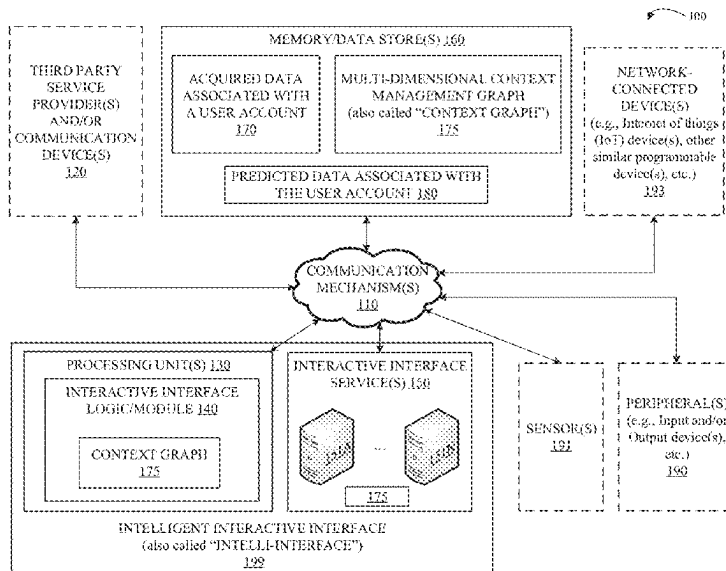 100
MEMORY/DATA STORE(S) 160
ACQUIRED DATA
ASSOCIATED WITH
A USER ACCOUNT
170
MULTI-DIMENSIONAL CONTEXT
MANAGEMENT GRAPH
(also called “CONTEXT GRAPH”)
175
PREDICTED DATA ASSOCIATED WITH
THE USER ACCOUNT 180
THIRD PARTY
SERVICE
PROVIDER(S)
AND/OR
COMMUNICATION
DEVICE(S)
120
NETWORK-
CONNECTED
DEVICE(S)
(e.g., Internet of things
(IoT) device(s), other
similar programmable
device(s), etc.)
193
COMMUNICATION
MECHANISM(S)
110
PROCESSING UNIT(S) 130
INTERACTIVE INTERFACE
LOGIC/MODULE 140
CONTEXT GRAPH
175
INTERACTIVE INTERFACE
SERVICE(S) 150
151A
...
151N
175
INTELLIGENT INTERACTIVE INTERFACE
(also called “INTELLI-INTERFACE”)
199
SENSOR(S)
191
PERIPHERAL(S)
(e.g., Input and/or
Output device(s),
etc.)
190